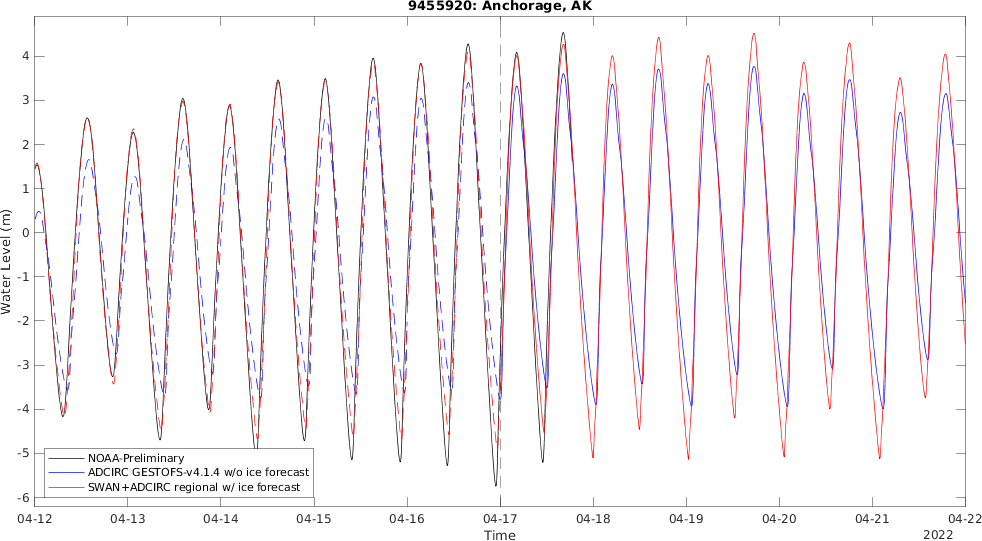 9455920: Anchorage, AK
4
3
2
1
0
-1
-2
-3
-4
-5
-6
Water Level (m)
NOAA-Preliminary
ADCIRC GESTOFS-v4.1.4 w/o ice forecast
SWAN+ADCIRC regional w/ ice forecast
04-12 04-13 04-14 04-15 04-16 04-17 04-18 04-19 04-20 04-21 04-22
Time
2022